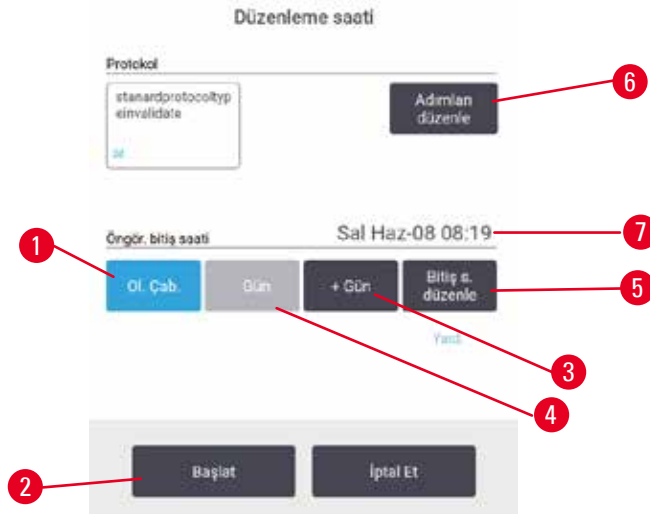 Düzenleme saati
Protokol
stanardprotocoltyp
einvalidate
Adımları
düzenle
6
Öngör. bitiş saati
Sal Haz-08 08:19
7
1
Ol. Çab.
Gün
+ Gün
Bitiş s.
düzenle
5
3
4
Başlat
İptal Et
2